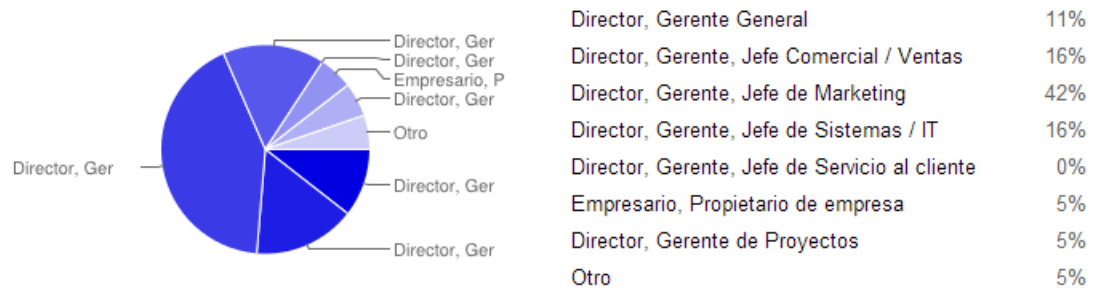 Director, Ger
Director, Ger
Empresario, P
Director, Ger
Otro
Director, Ger
Director, Ger
Director, Ger
Director, Gerente General 11%
Director, Gerente, Jefe Comercial / Ventas 16%
Director, Gerente, Jefe de Marketing 42%
Director, Gerente, Jefe de Sistemas / IT 16%
Director, Gerente, Jefe de Servicio al cliente 0%
Empresario, Propietario de empresa 5%
Director, Gerente de Proyectos 5%
Otro 5%